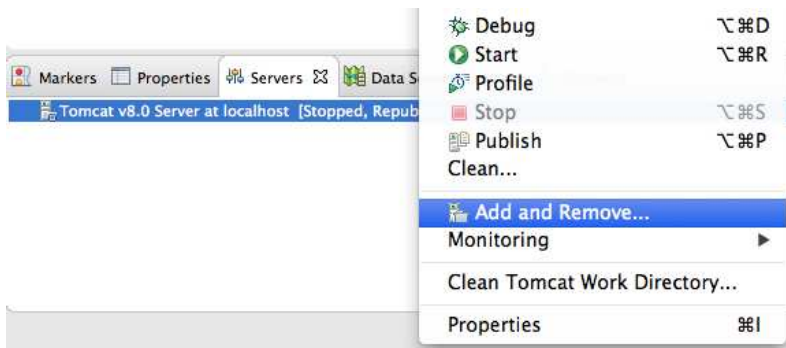 Markers Properties Servers Data S
Tomcat v8.0 Server at localhost [Stopped, Repub
Debug ⌥⌘D
Start ⌥⌘R
Profile
Stop ⌥⌘S
Publish ⌥⌘P
Clean...
Add and Remove...
Monitoring
Clean Tomcat Work Directory...
Properties ⌘I